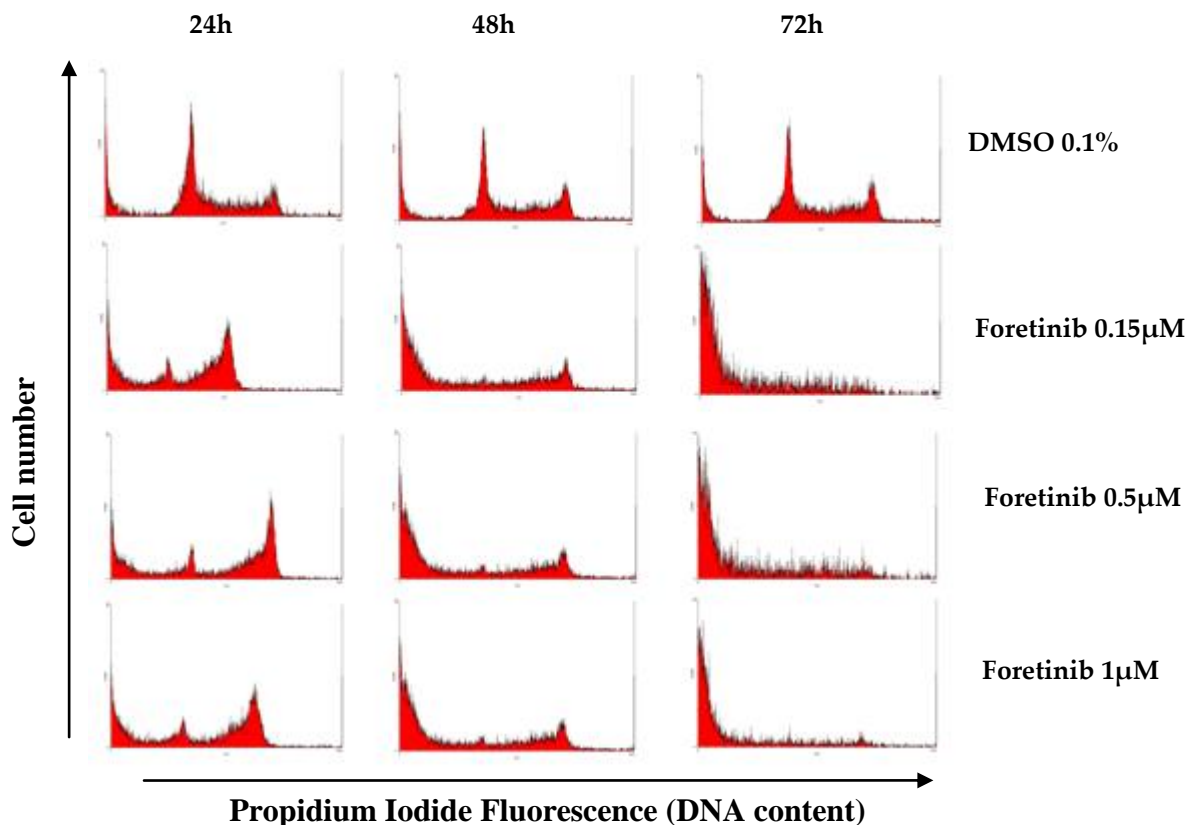 24h
48h
72h
DMSO 0.1%
Foretinib 0.15µM
Foretinib 0.5µM
Foretinib 1µM
Cell number
Propidium Iodide Fluorescence (DNA content)